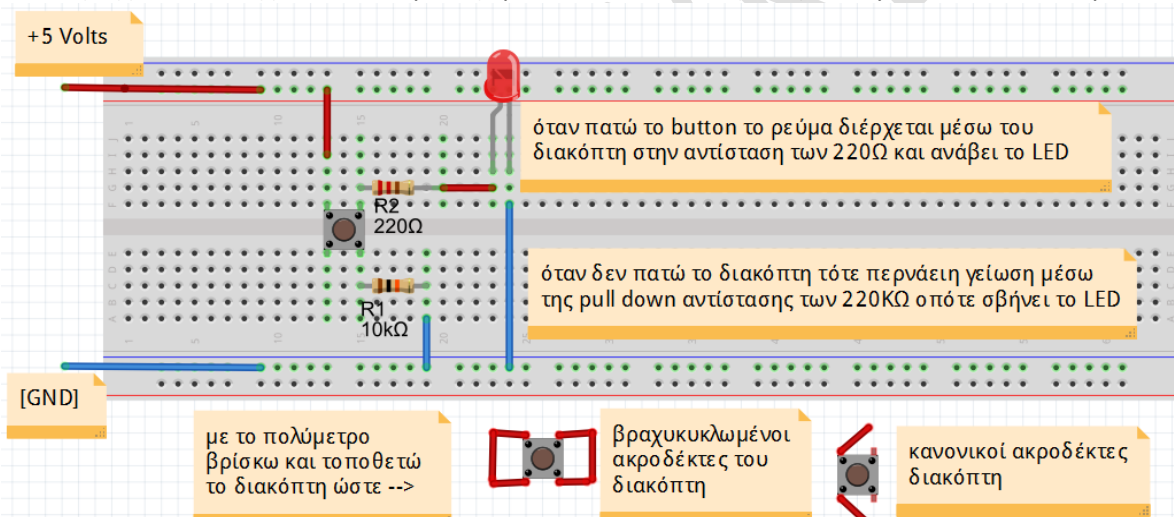 +5 Volts
όταν πατώ το button το ρεύμα διέρχεται μέσω του
διακόπτη στην αντίσταση των 220Ω και ανάβει το LED
R2
220Ω
όταν δεν πατώ το διακόπτη τότε περνάειη γείωση μέσω
της pull down αντίστασης των 220KΩ οπότε σβήνει το LED
R1
10kΩ
[GND]
με το πολύμετρο
βρίσκω και τοποθετώ
το διακόπτη ώστε -->
βραχυκυκλωμένοι
ακροδέκτες του
διακόπτη
κανονικοί ακροδέκτες
διακόπτη